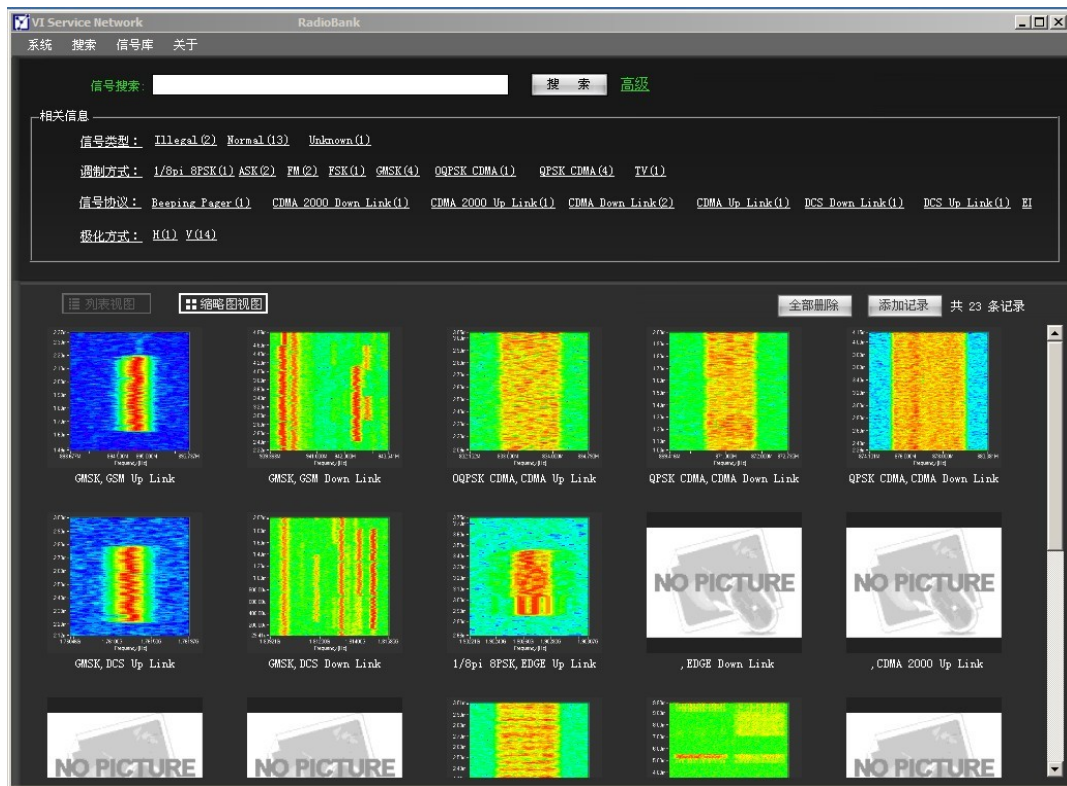 VI Service Network RadioBank
系统 搜索 信号库 关于
信号搜索: 搜 索 高级
相关信息
信号类型: Illegal(2) Normal(13) Unknown(1)
调制方式: 1/8pi 8PSK(1) ASK(2) FM(2) FSK(1) GMSK(4) OQPSK CDMA(1) QPSK CDMA(4) TV(1)
信号协议: Beeping Pager(1) CDMA 2000 Down Link(1) CDMA 2000 Up Link(1) CDMA Down Link(2) CDMA Up Link(1) DCS Down Link(1) DCS Up Link(1) EI
极化方式: H(1) V(14)
列表视图 缩略图视图 全部删除 添加记录 共 23 条记录
GMSK,GSM Up Link GMSK,GSM Down Link OQPSK CDMA,CDMA Up Link QPSK CDMA,CDMA Down Link QPSK CDMA,CDMA Down Link
NO PICTURE NO PICTURE
GMSK,DCS Up Link GMSK,DCS Down Link 1/8pi 8PSK,EDGE Up Link ,EDGE Down Link ,CDMA 2000 Up Link
NO PICTURE NO PICTURE NO PICTURE